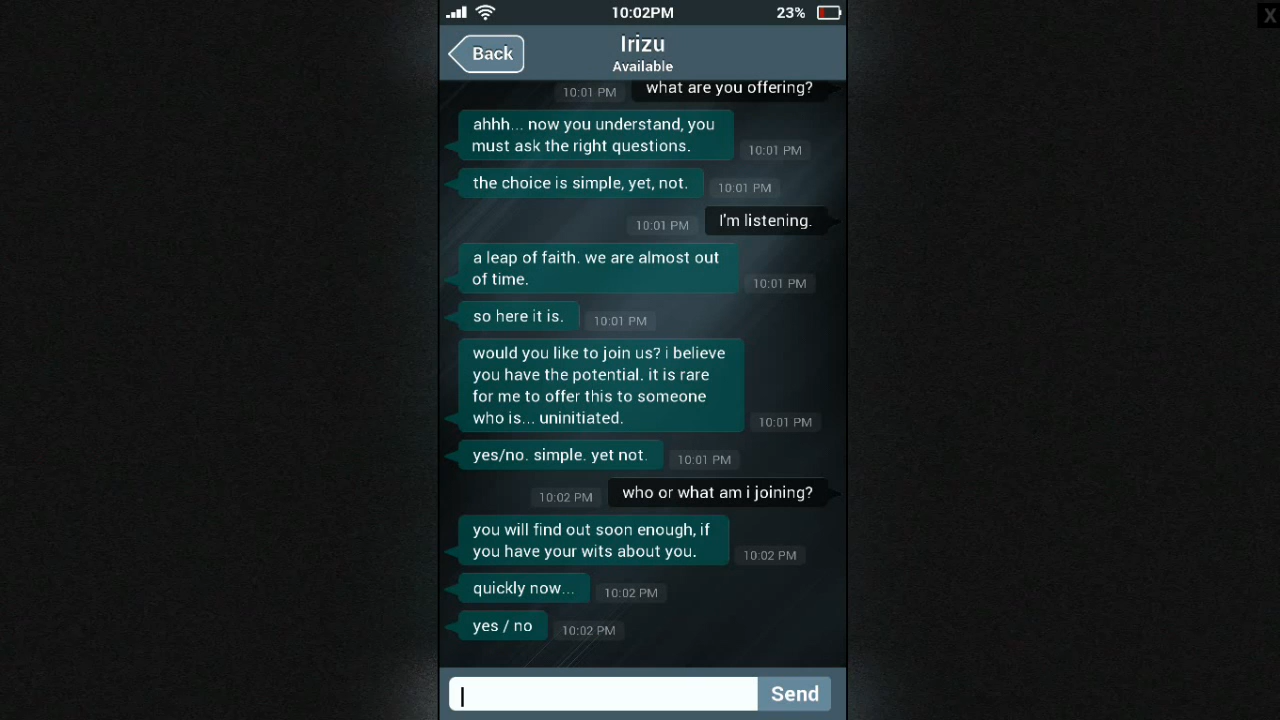 10:02PM
23%
X
Back
Irizu
Available
what are you offering?
10:01 PM
ahhh... now you understand, you
must ask the right questions.
10:01 PM
the choice is simple, yet, not.
10:01 PM
I'm listening.
10:01 PM
a leap of faith. we are almost out
of time.
10:01 PM
so here it is.
10:01 PM
would you like to join us? i believe
you have the potential. it is rare
for me to offer this to someone
who is... uninitiated.
10:01 PM
yes/no. simple. yet not.
10:01 PM
who or what am i joining?
10:02 PM
you will find out soon enough, if
you have your wits about you.
10:02 PM
quickly now...
10:02 PM
yes / no
10:02 PM
Send